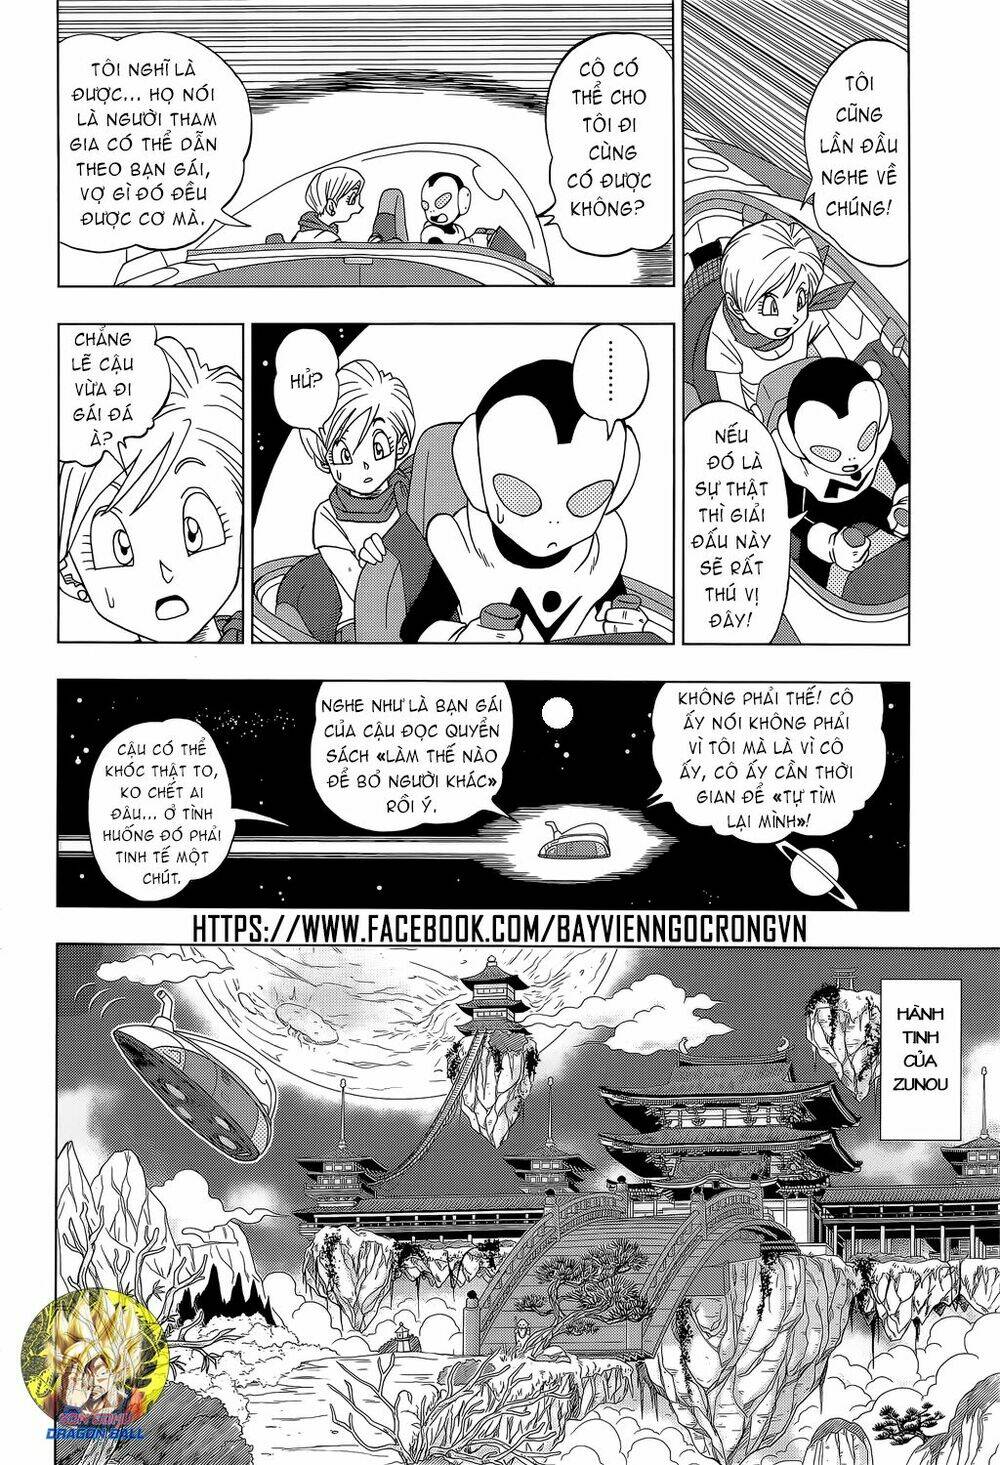 TÔI
CŨNG
LẦN ĐẦU
NGHE VỀ
CHÚNG!
NẾU
ĐÓ LÀ
SỰ THẬT
THÌ GIẢI
ĐẤU NÀY
SẼ RẤT
THÚ VỊ
ĐÂY!
CÔ CÓ
THỂ CHO
TÔI ĐI
CÙNG
CÓ ĐƯỢC
KHÔNG?
TÔI NGHĨ LÀ
ĐƯỢC... HỌ NÓI
LÀ NGƯỜI THAM
GIA CÓ THỂ DẪN
THEO BẠN GÁI,
VỢ GÌ ĐÓ ĐỀU
ĐƯỢC CƠ MÀ.
.........
HỬ?
CHẲNG
LẼ CẬU
VỪA ĐI
GÁI ĐÁ
À?
KHÔNG PHẢI THẾ! CÔ
ẤY NÓI KHÔNG PHẢI
VÌ TÔI MÀ LÀ VÌ CÔ
ẤY, CÔ ẤY CẦN THỜI
GIAN ĐỂ «TỰ TÌM
LẠI MÌNH»!
NGHE NHƯ LÀ BẠN GÁI
CỦA CẬU ĐỌC QUYỂN
SÁCH «LÀM THẾ NÀO
ĐỂ BỎ NGƯỜI KHÁC»
RỒI Ý.
CẬU CÓ THỂ
KHÓC THẬT TO,
KO CHẾT AI
ĐÂU... Ở TÌNH
HUỐNG ĐÓ PHẢI
TINH TẾ MỘT
CHÚT.
HTTPS://WWW.FACEBOOK.COM/BAYVIENNGOCRONGVN
HÀNH
TINH
CỦA
ZUNOU
SON GOKU
DRAGON BALL